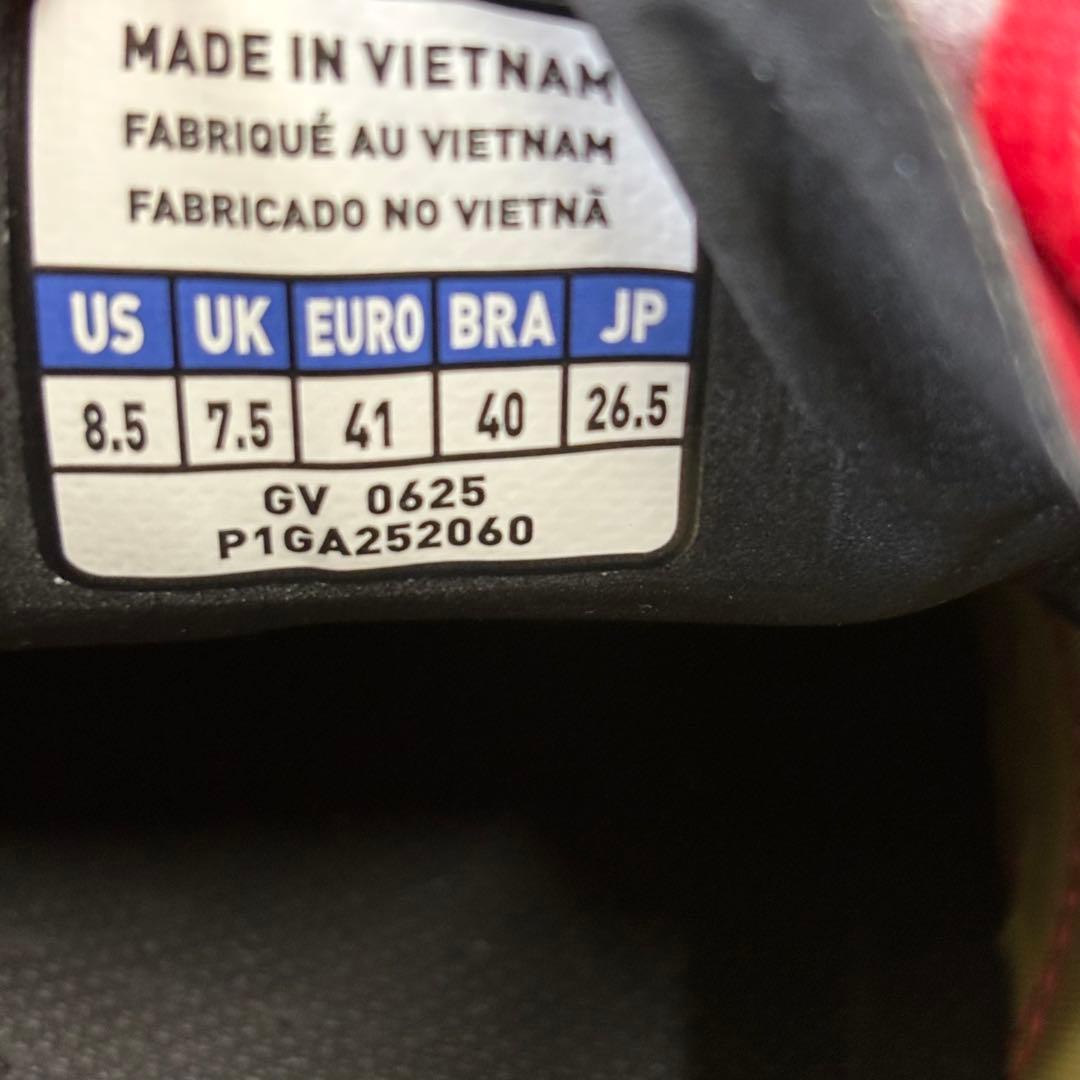 MADE IN VIETNAM
FABRIQUÉ AU VIETNAM
FABRICADO NO VIETNÃ
US UK EURO BRA JP
8.5 7.5 41 40 26.5
GV 0625
P1GA252060